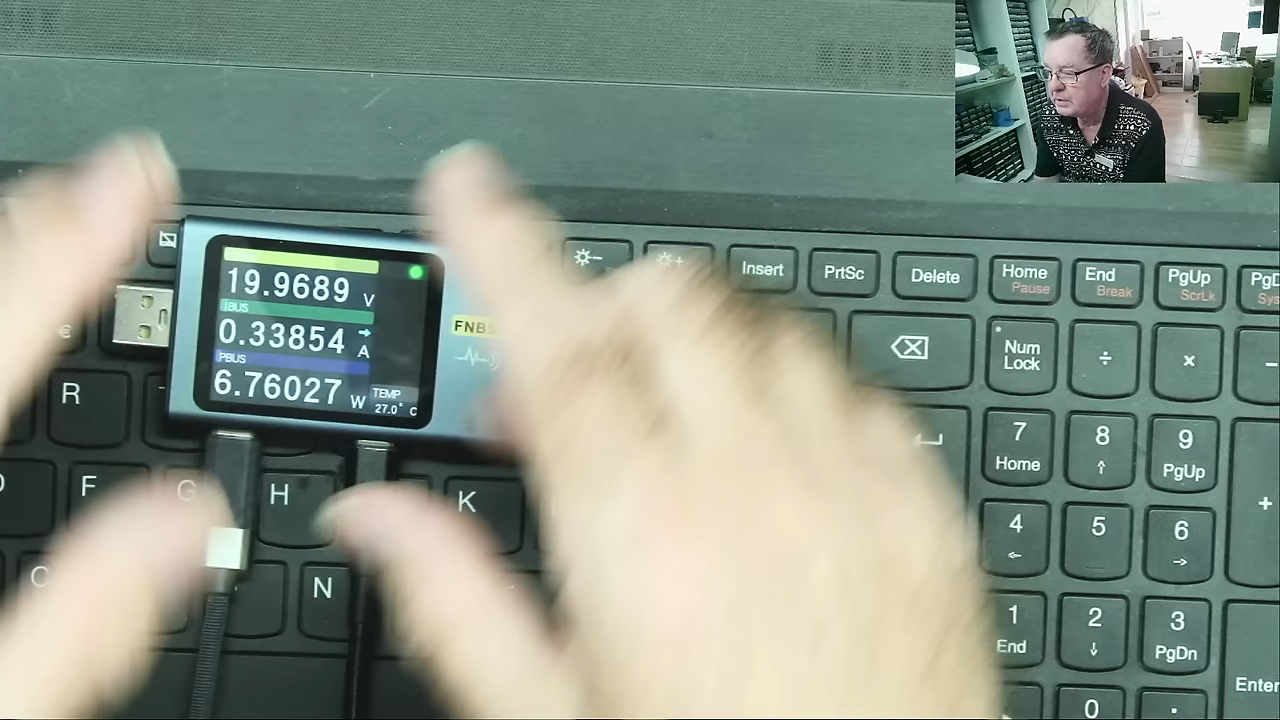 19.9689 V
iBUS
0.33854 A
PBUS
6.76027 W
TEMP
27.0° C
Insert
PrtSc
Delete
Home
Pause
End
Break
PgUp
ScrLk
Num
Lock
÷
×
R
7
Home
8
↑
9
PgUp
+
F
G
H
K
4
←
5
6
→
N
1
End
2
↓
3
PgDn
Enter
0
.